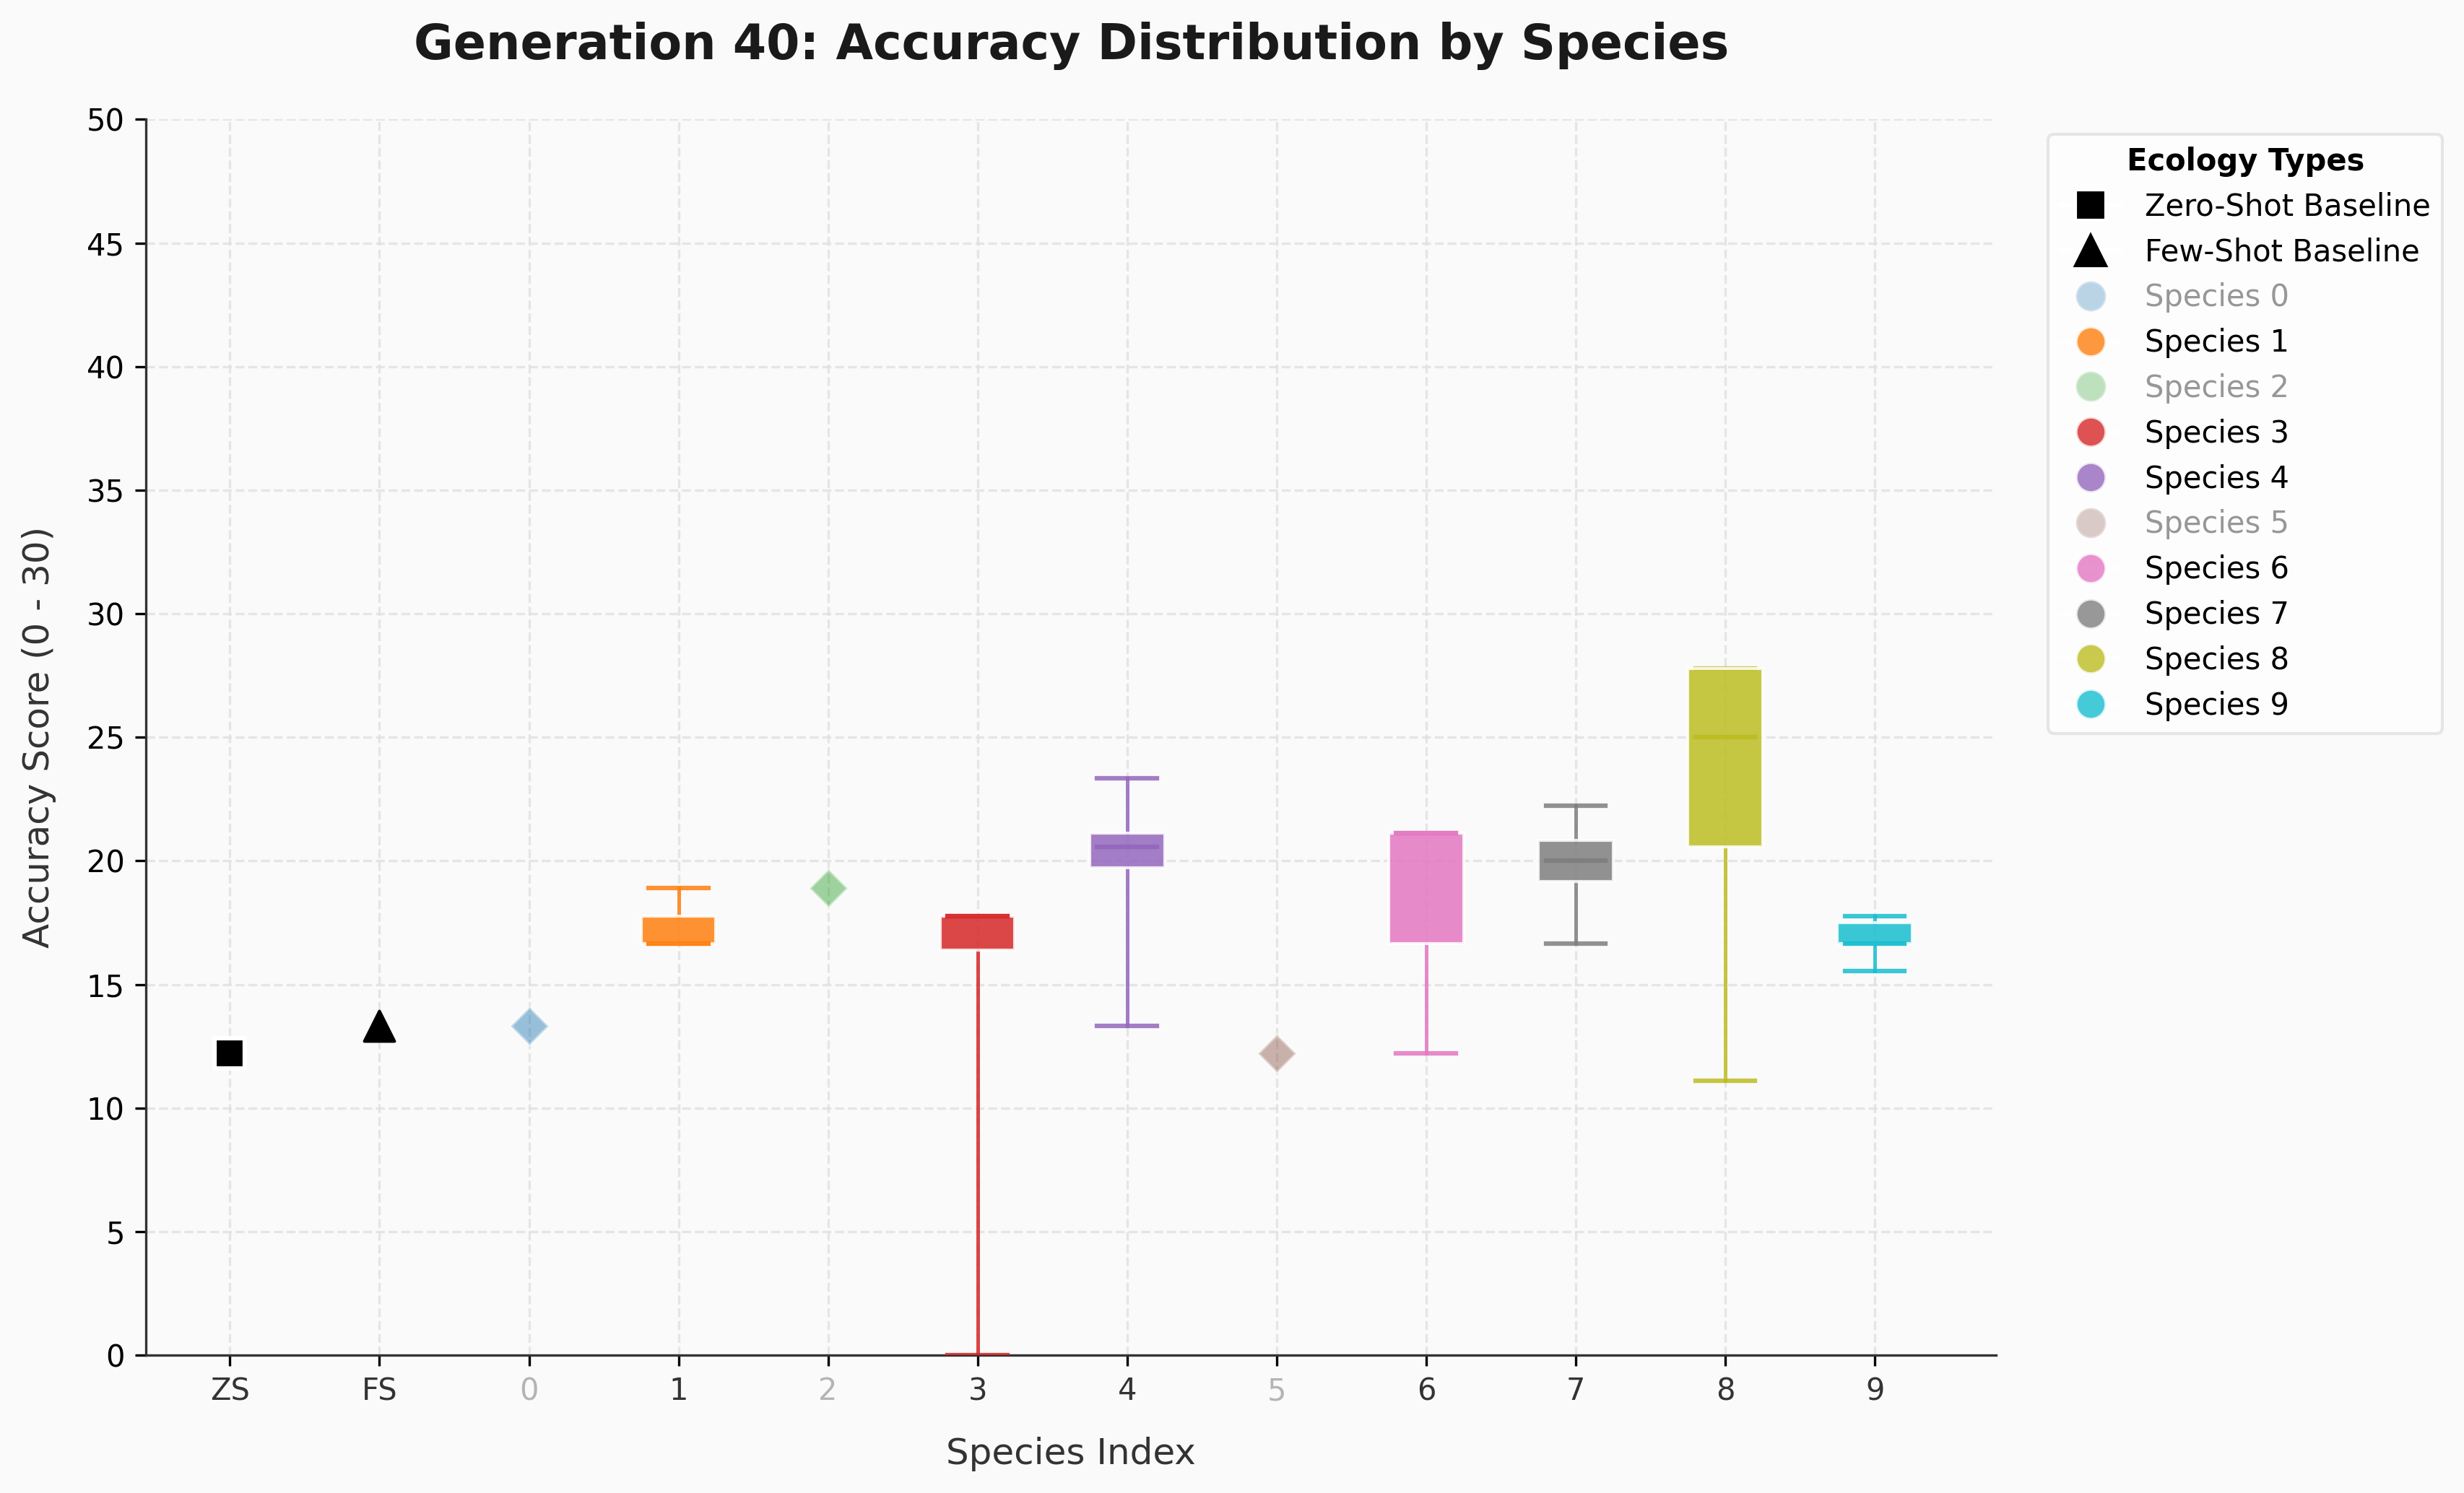 Generation 40: Accuracy Distribution by Species
50
45
40
35
30
25
20
15
10
5
0
Accuracy Score (0 - 30)
ZS FS 0 1 2 3 4 5 6 7 8 9
Species Index
Ecology Types
Zero-Shot Baseline
Few-Shot Baseline
Species 0
Species 1
Species 2
Species 3
Species 4
Species 5
Species 6
Species 7
Species 8
Species 9